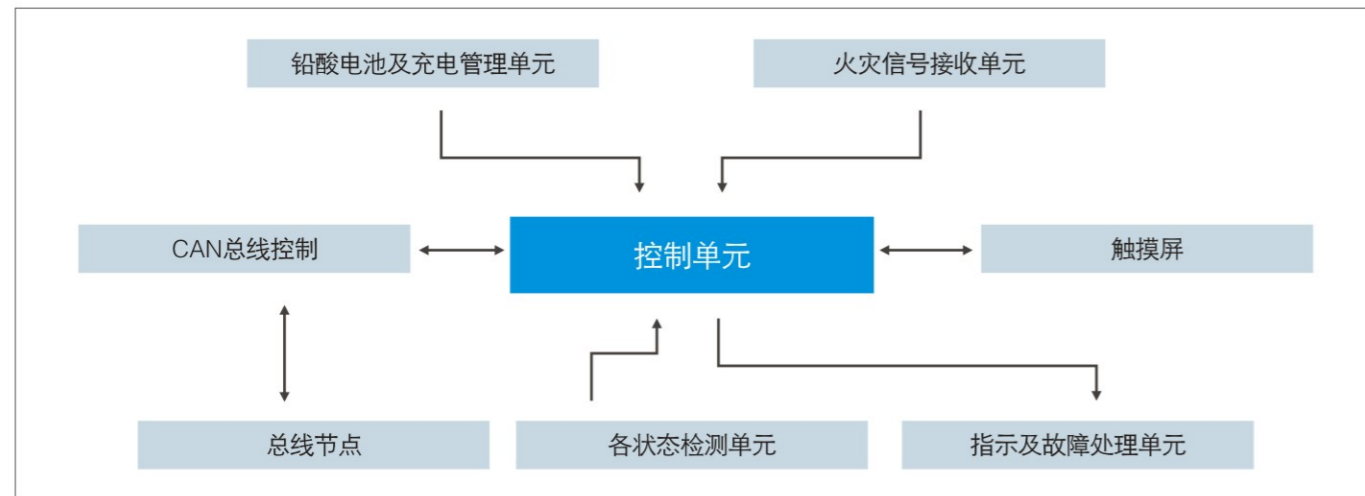 铅酸电池及充电管理单元
火灾信号接收单元
CAN总线控制
控制单元
触摸屏
总线节点
各状态检测单元
指示及故障处理单元